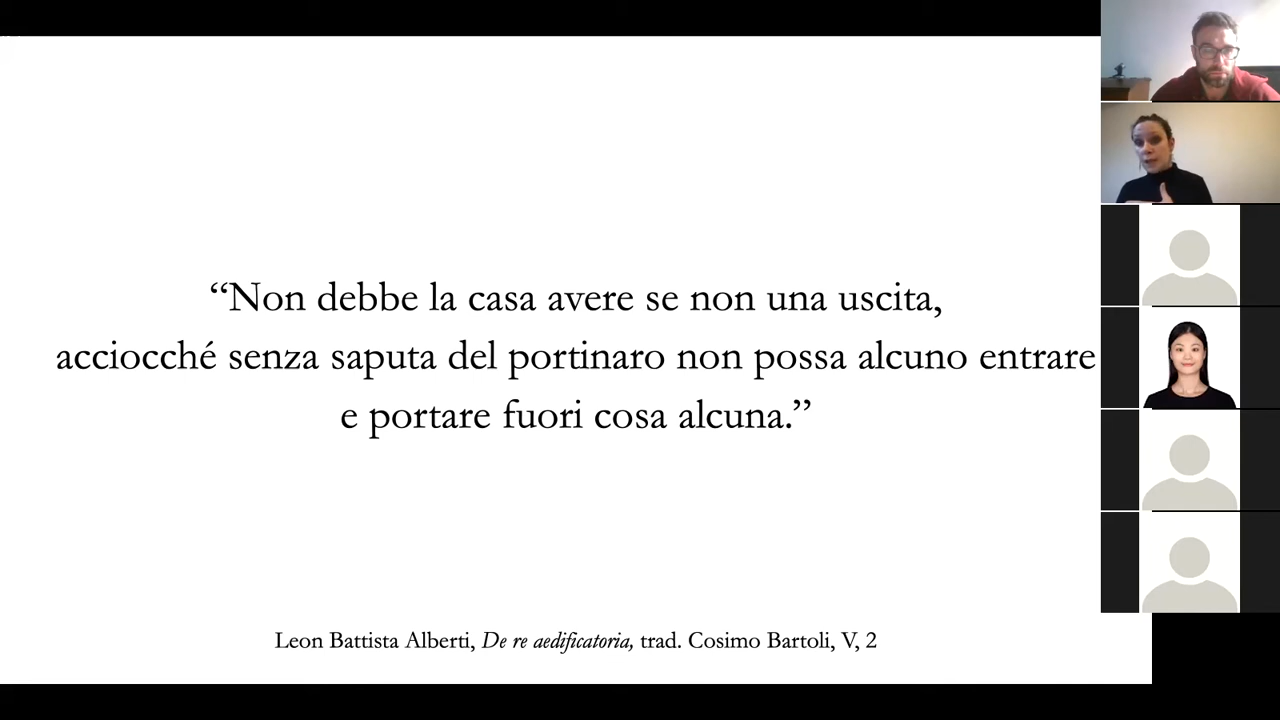 “Non debbe la casa avere se non una uscita,
acciocché senza saputa del portinaro non possa alcuno entrare
e portare fuori cosa alcuna.”
Leon Battista Alberti, De re aedificatoria, trad. Cosimo Bartoli, V, 2